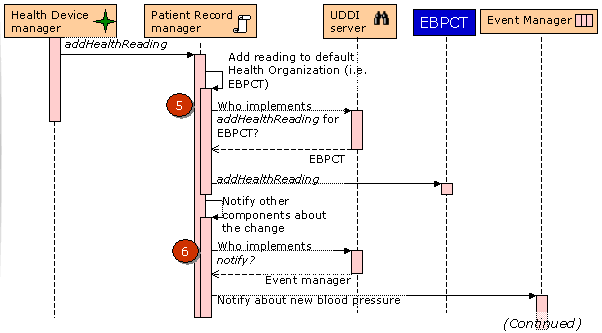 Health Device
manager
Patient Record
manager
UDDI
server
EBPCT
Event Manager
addHealthReading
Add reading to default
Health Organization (i.e.
EBPCT)
5
Who implements
addHealthReading for
EBPCT?
EBPCT
addHealthReading
Notify other
components about
the change
6
Who implements
notify?
Event manager
Notify about new blood pressure
(Continued)